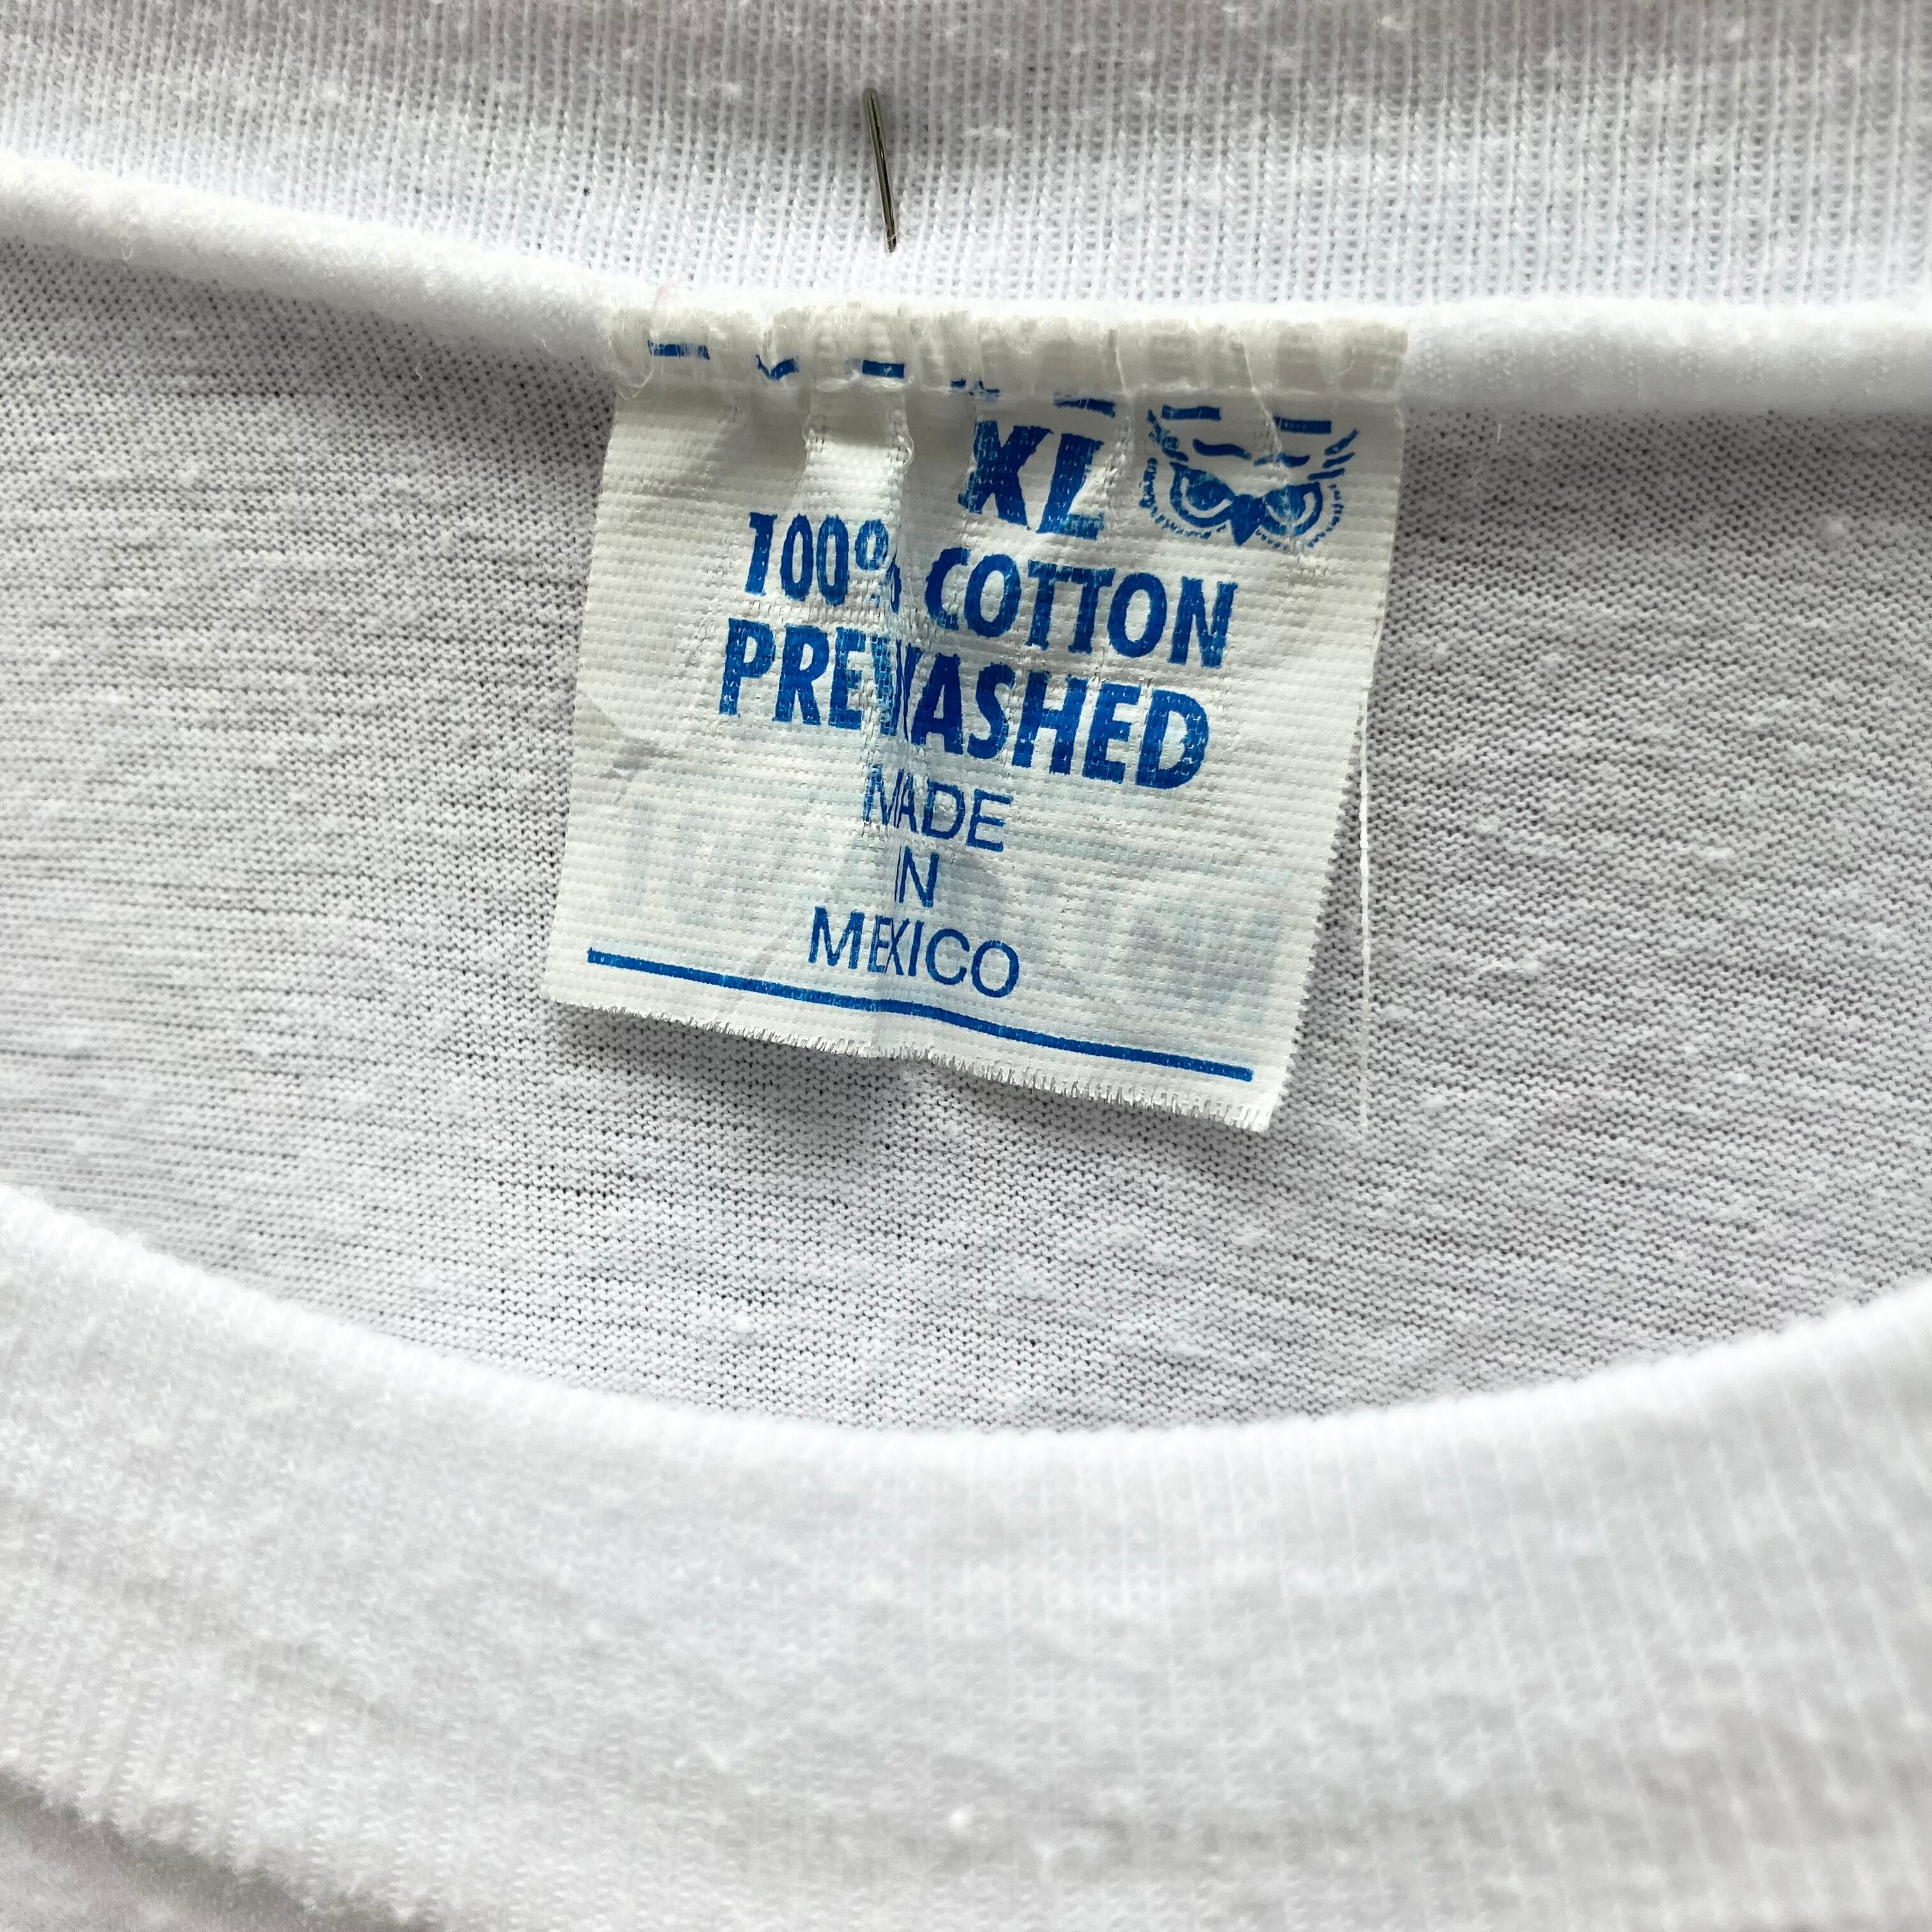 XL
100% COTTON
PREWASHED
MADE
IN
MEXICO